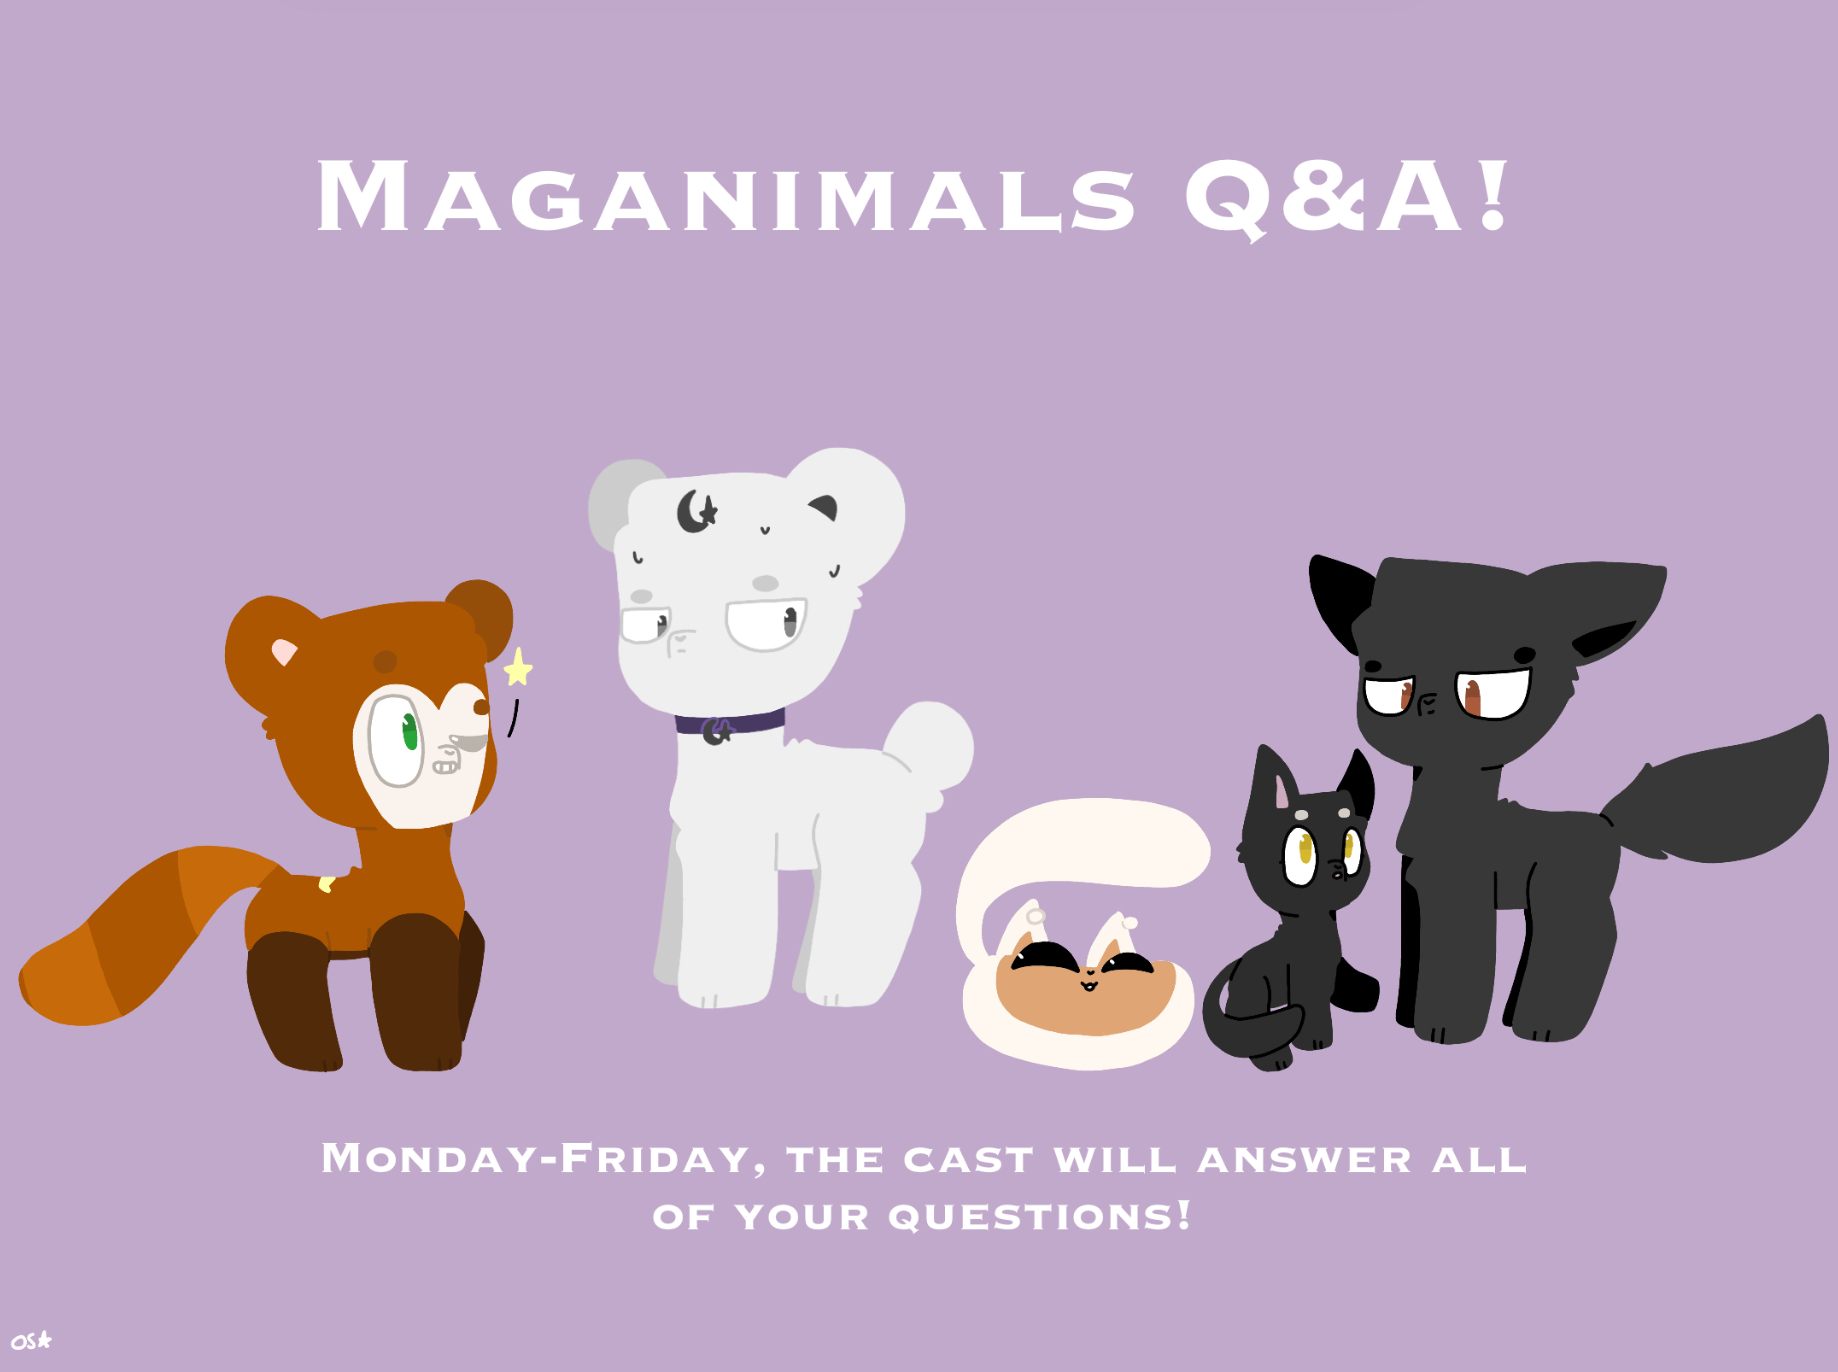 Maganimals Q&A!
Monday-Friday, the cast will answer all
of your questions!
OS